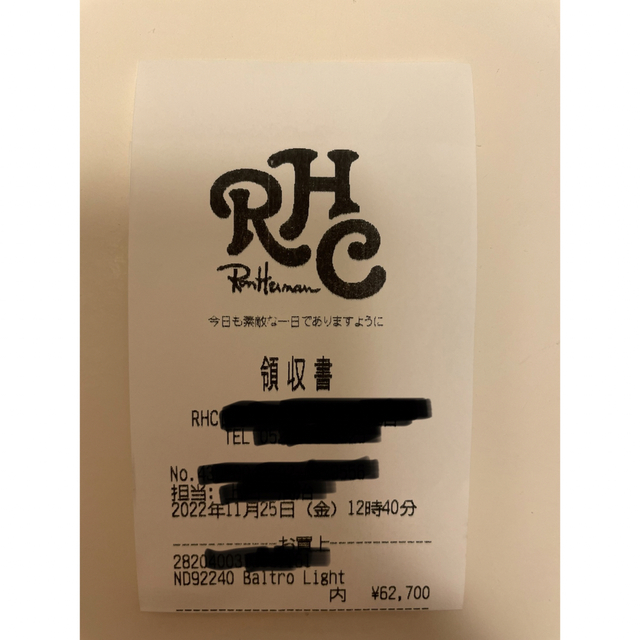 RHC
Ron Herman
今日も素敵な一日でありますように
領収書
RHC
TEL
No.
担当:
2022年11月25日(金) 12時40分
お買上
ND92240 Baltro Light
内 ¥62,700